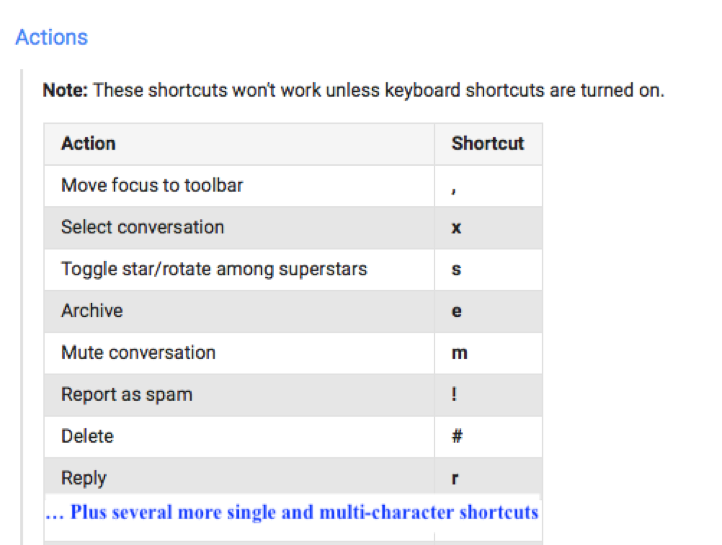 Actions
Note: These shortcuts won't work unless keyboard shortcuts are turned on.
Action Shortcut
Move focus to toolbar ,
Select conversation x
Toggle star/rotate among superstars s
Archive e
Mute conversation m
Report as spam !
Delete #
Reply r
... Plus several more single and multi-character shortcuts